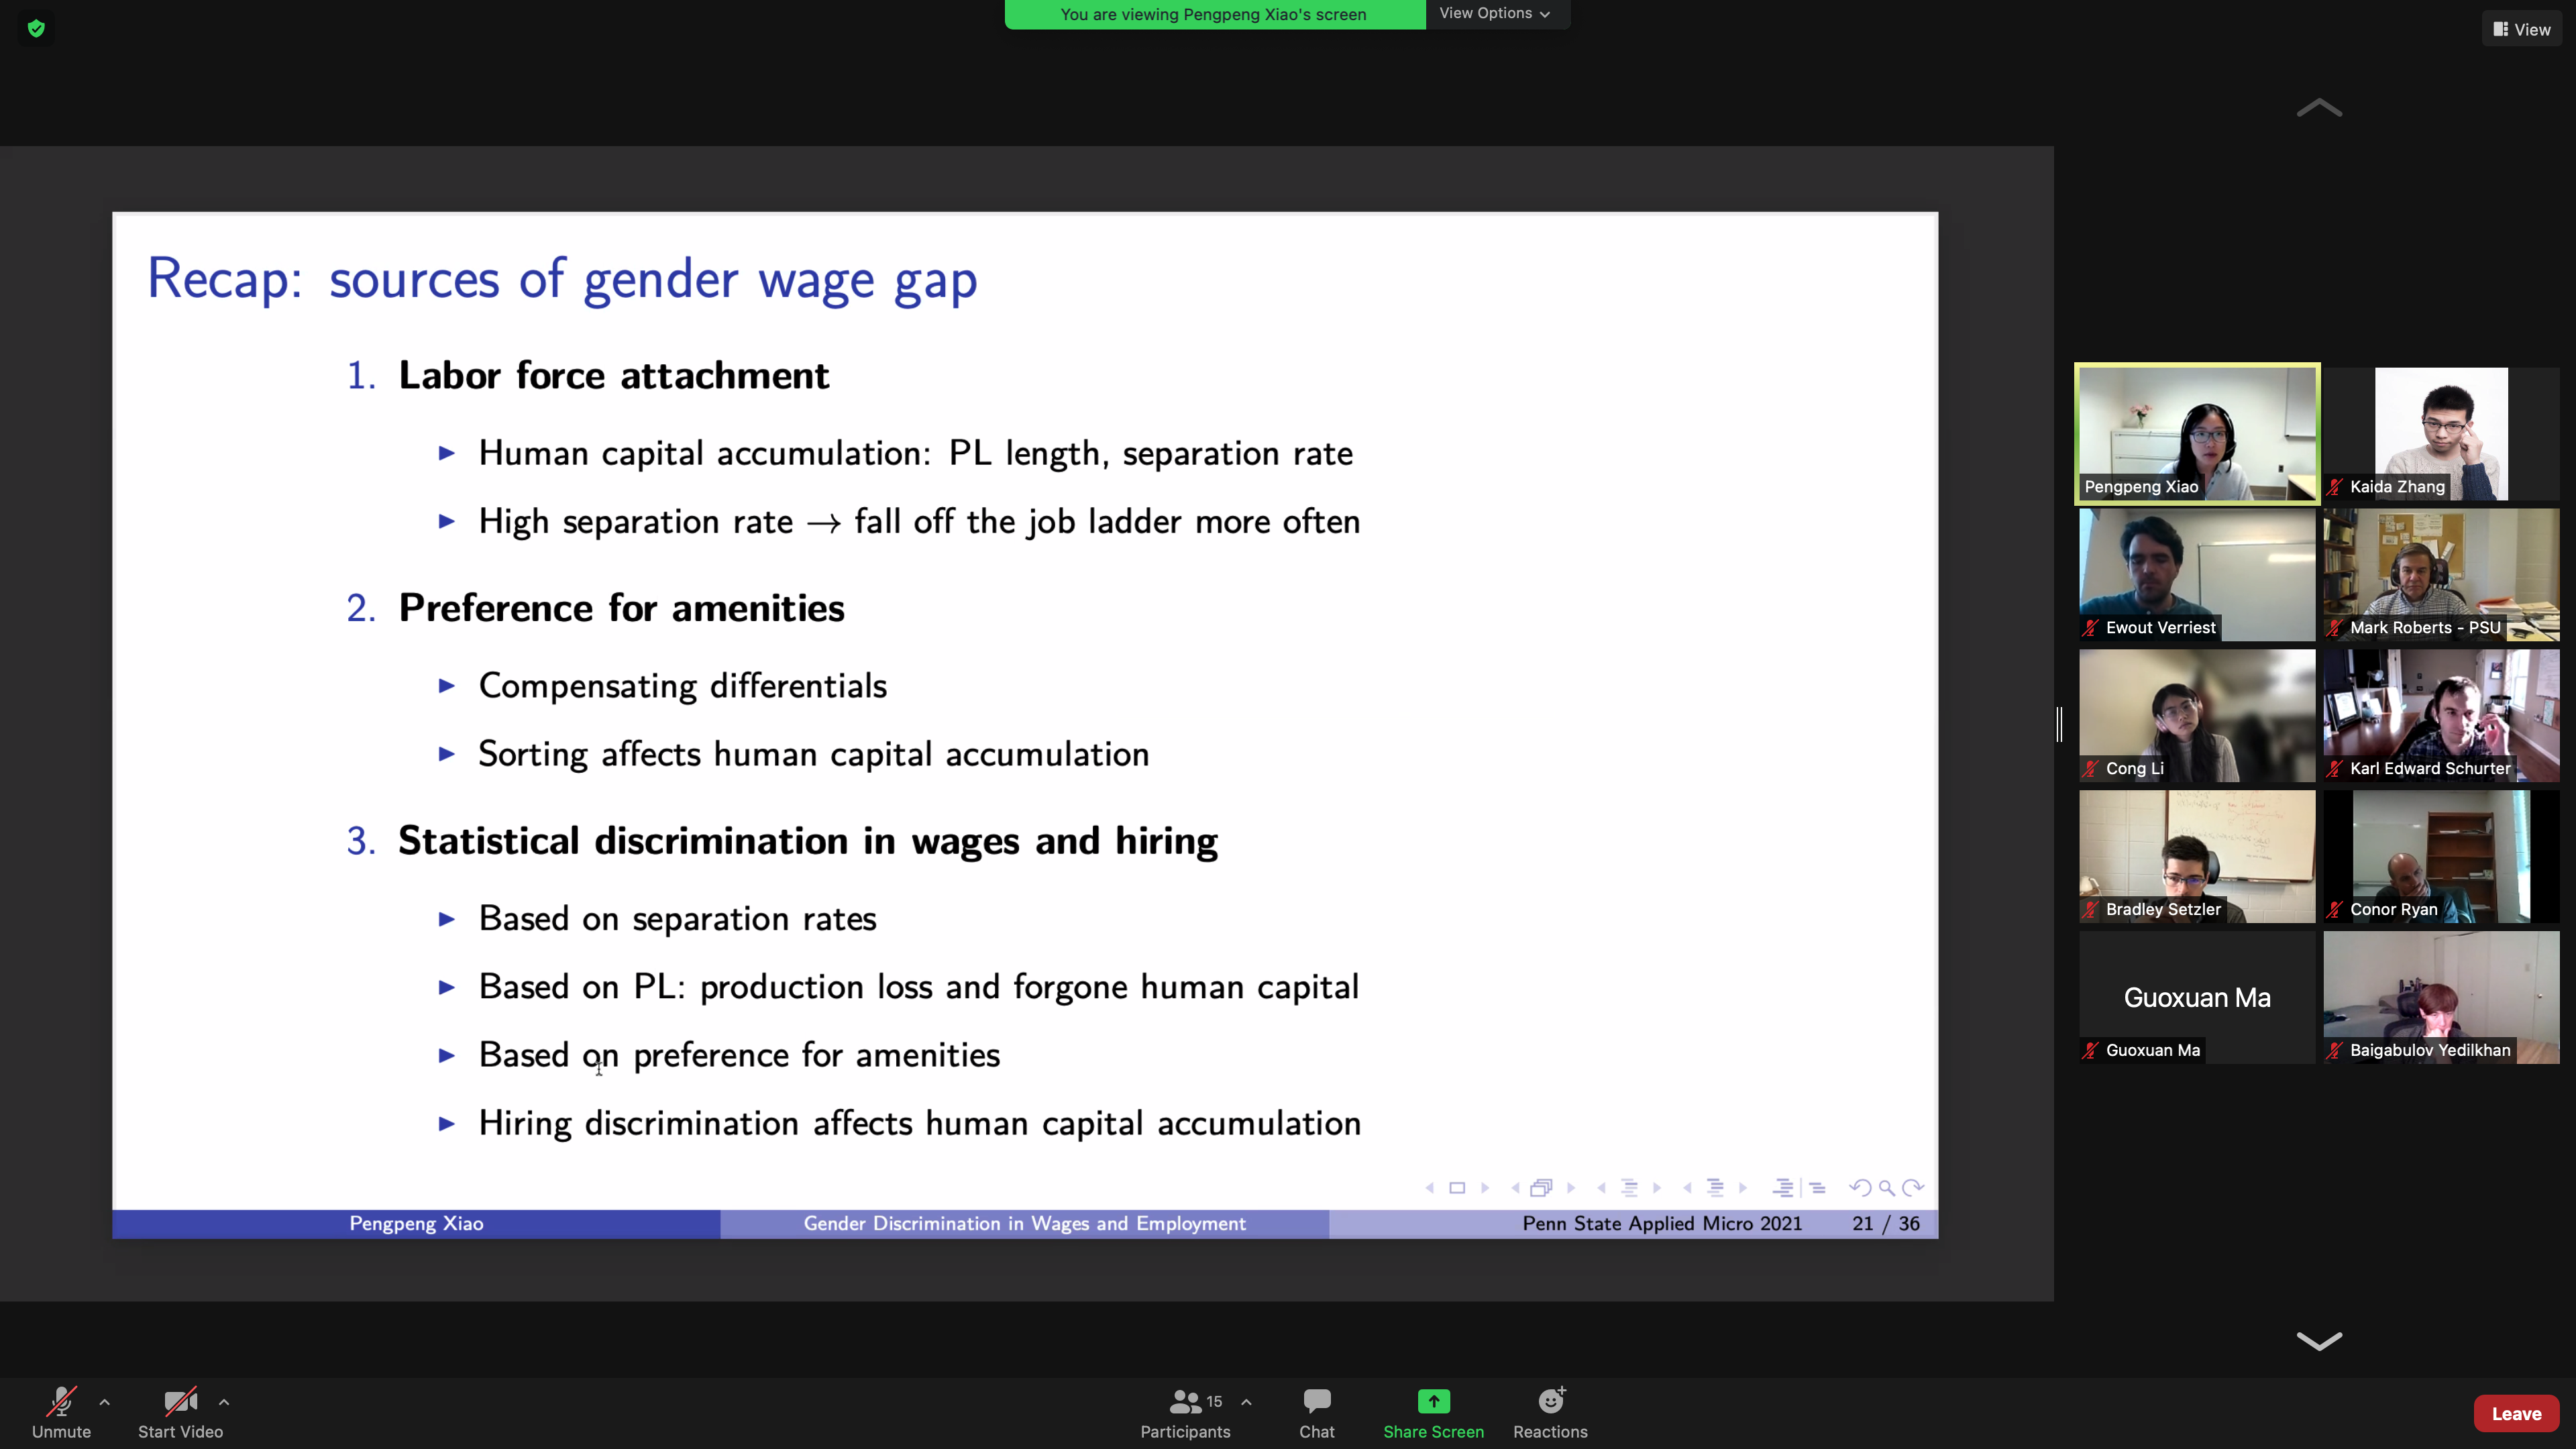 You are viewing Pengpeng Xiao's screen
View Options
View
Recap: sources of gender wage gap
1. Labor force attachment
► Human capital accumulation: PL length, separation rate
► High separation rate → fall off the job ladder more often
2. Preference for amenities
► Compensating differentials
► Sorting affects human capital accumulation
3. Statistical discrimination in wages and hiring
► Based on separation rates
► Based on PL: production loss and forgone human capital
► Based on preference for amenities
► Hiring discrimination affects human capital accumulation
Pengpeng Xiao
Gender Discrimination in Wages and Employment
Penn State Applied Micro 2021
21 / 36
Pengpeng Xiao
Kaida Zhang
Ewout Verriest
Mark Roberts - PSU
Cong Li
Karl Edward Schurter
Bradley Setzler
Conor Ryan
Guoxuan Ma
Guoxuan Ma
Baigabulov Yedilkhan
Unmute
Start Video
15
Participants
Chat
Share Screen
Reactions
Leave